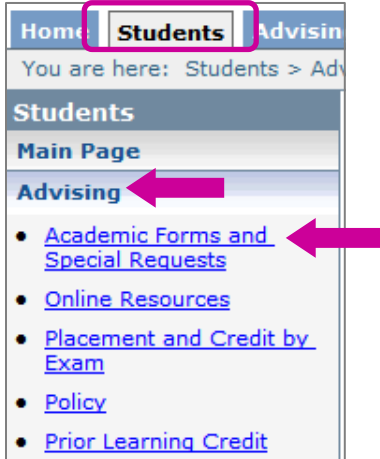 Home Students Advisin
You are here: Students > Adv
Students
Main Page
Advising
• Academic Forms and
Special Requests
• Online Resources
• Placement and Credit by
Exam
• Policy
• Prior Learning Credit